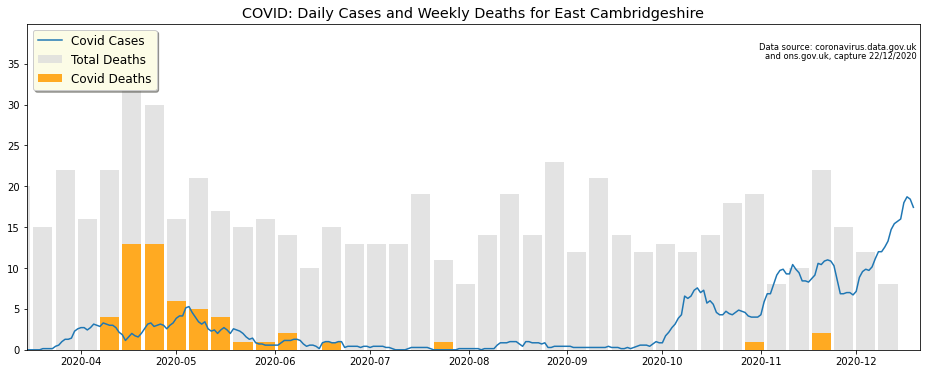 COVID: Daily Cases and Weekly Deaths for East Cambridgeshire
Covid Cases
Total Deaths
Covid Deaths
Data source: coronavirus.data.gov.uk
and ons.gov.uk, capture 22/12/2020
35
30
25
20
15
10
5
0
2020-04 2020-05 2020-06 2020-07 2020-08 2020-09 2020-10 2020-11 2020-12